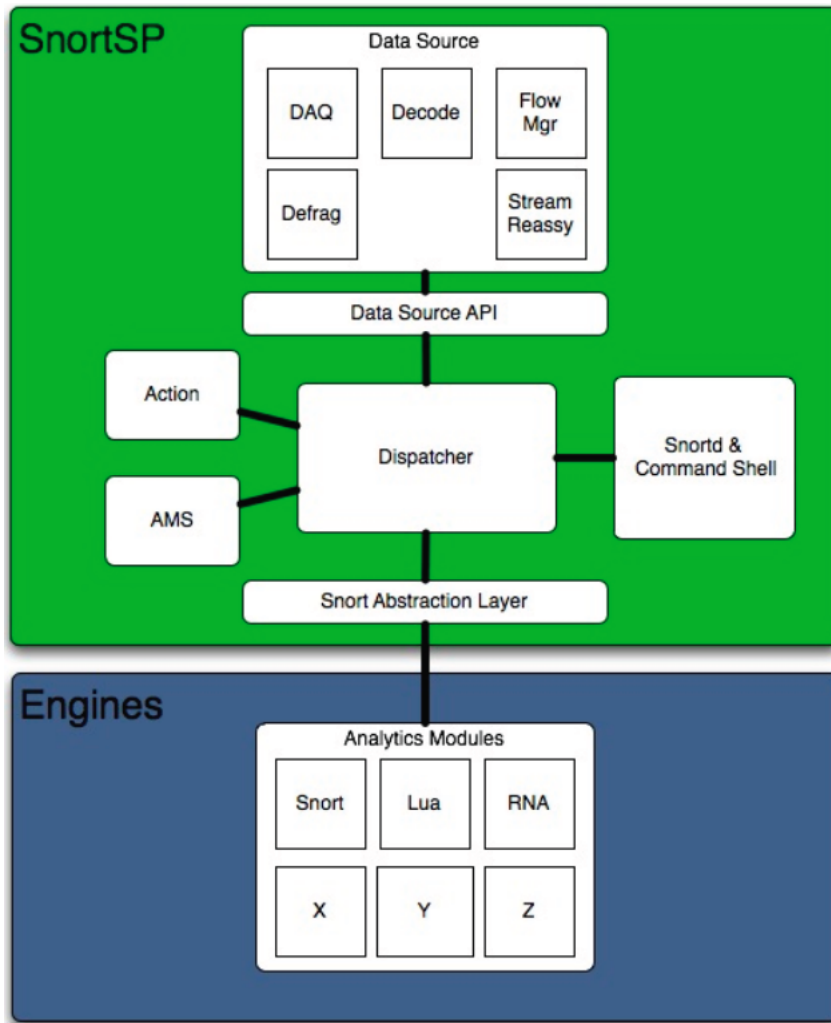 SnortSP
Data Source
DAQ
Decode
Flow
Mgr
Defrag
Stream
Reassy
Data Source API
Action
Dispatcher
Snortd &
Command Shell
AMS
Snort Abstraction Layer
Engines
Analytics Modules
Snort
Lua
RNA
X
Y
Z